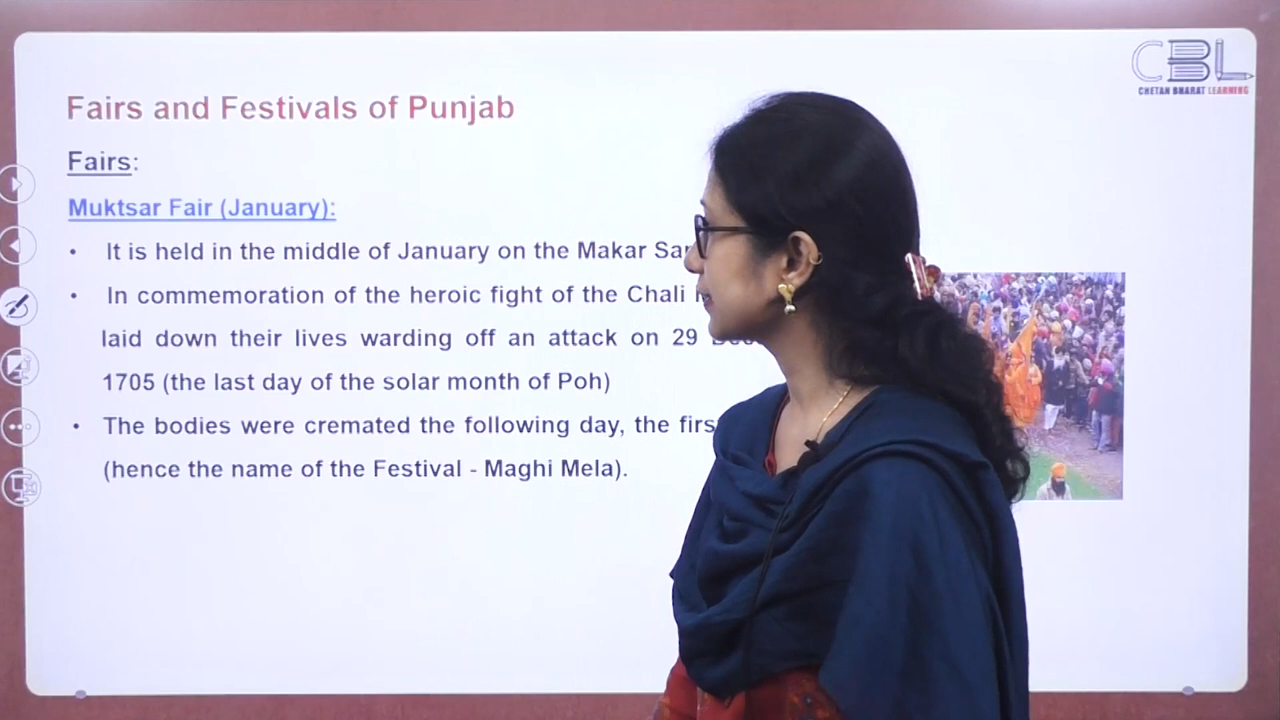 CBL
CHETAN BHARAT LEARNING
Fairs and Festivals of Punjab
Fairs:
Muktsar Fair (January):
• It is held in the middle of January on the Makar
• In commemoration of the heroic fight of the Chali
laid down their lives warding off an attack on 29
1705 (the last day of the solar month of Poh)
• The bodies were cremated the following day, the
(hence the name of the Festival - Maghi Mela).